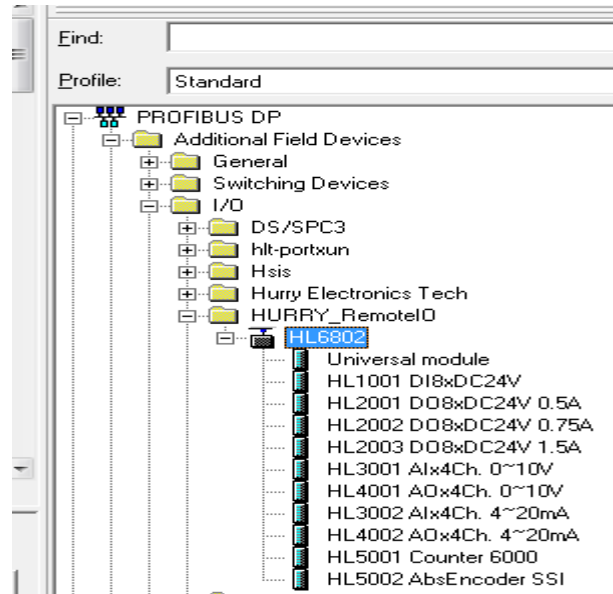 Find:
Profile: Standard
PROFIBUS DP
Additional Field Devices
General
Switching Devices
I/O
DS/SPC3
hlt-portxun
Hsis
Hurry Electronics Tech
HURRY_RemoteIO
HL6802
Universal module
HL1001 DI8xDC24V
HL2001 DO8xDC24V 0.5A
HL2002 DO8xDC24V 0.75A
HL2003 DO8xDC24V 1.5A
HL3001 AIx4Ch. 0~10V
HL4001 AOx4Ch. 0~10V
HL3002 AIx4Ch. 4~20mA
HL4002 AOx4Ch. 4~20mA
HL5001 Counter 6000
HL5002 AbsEncoder SSI